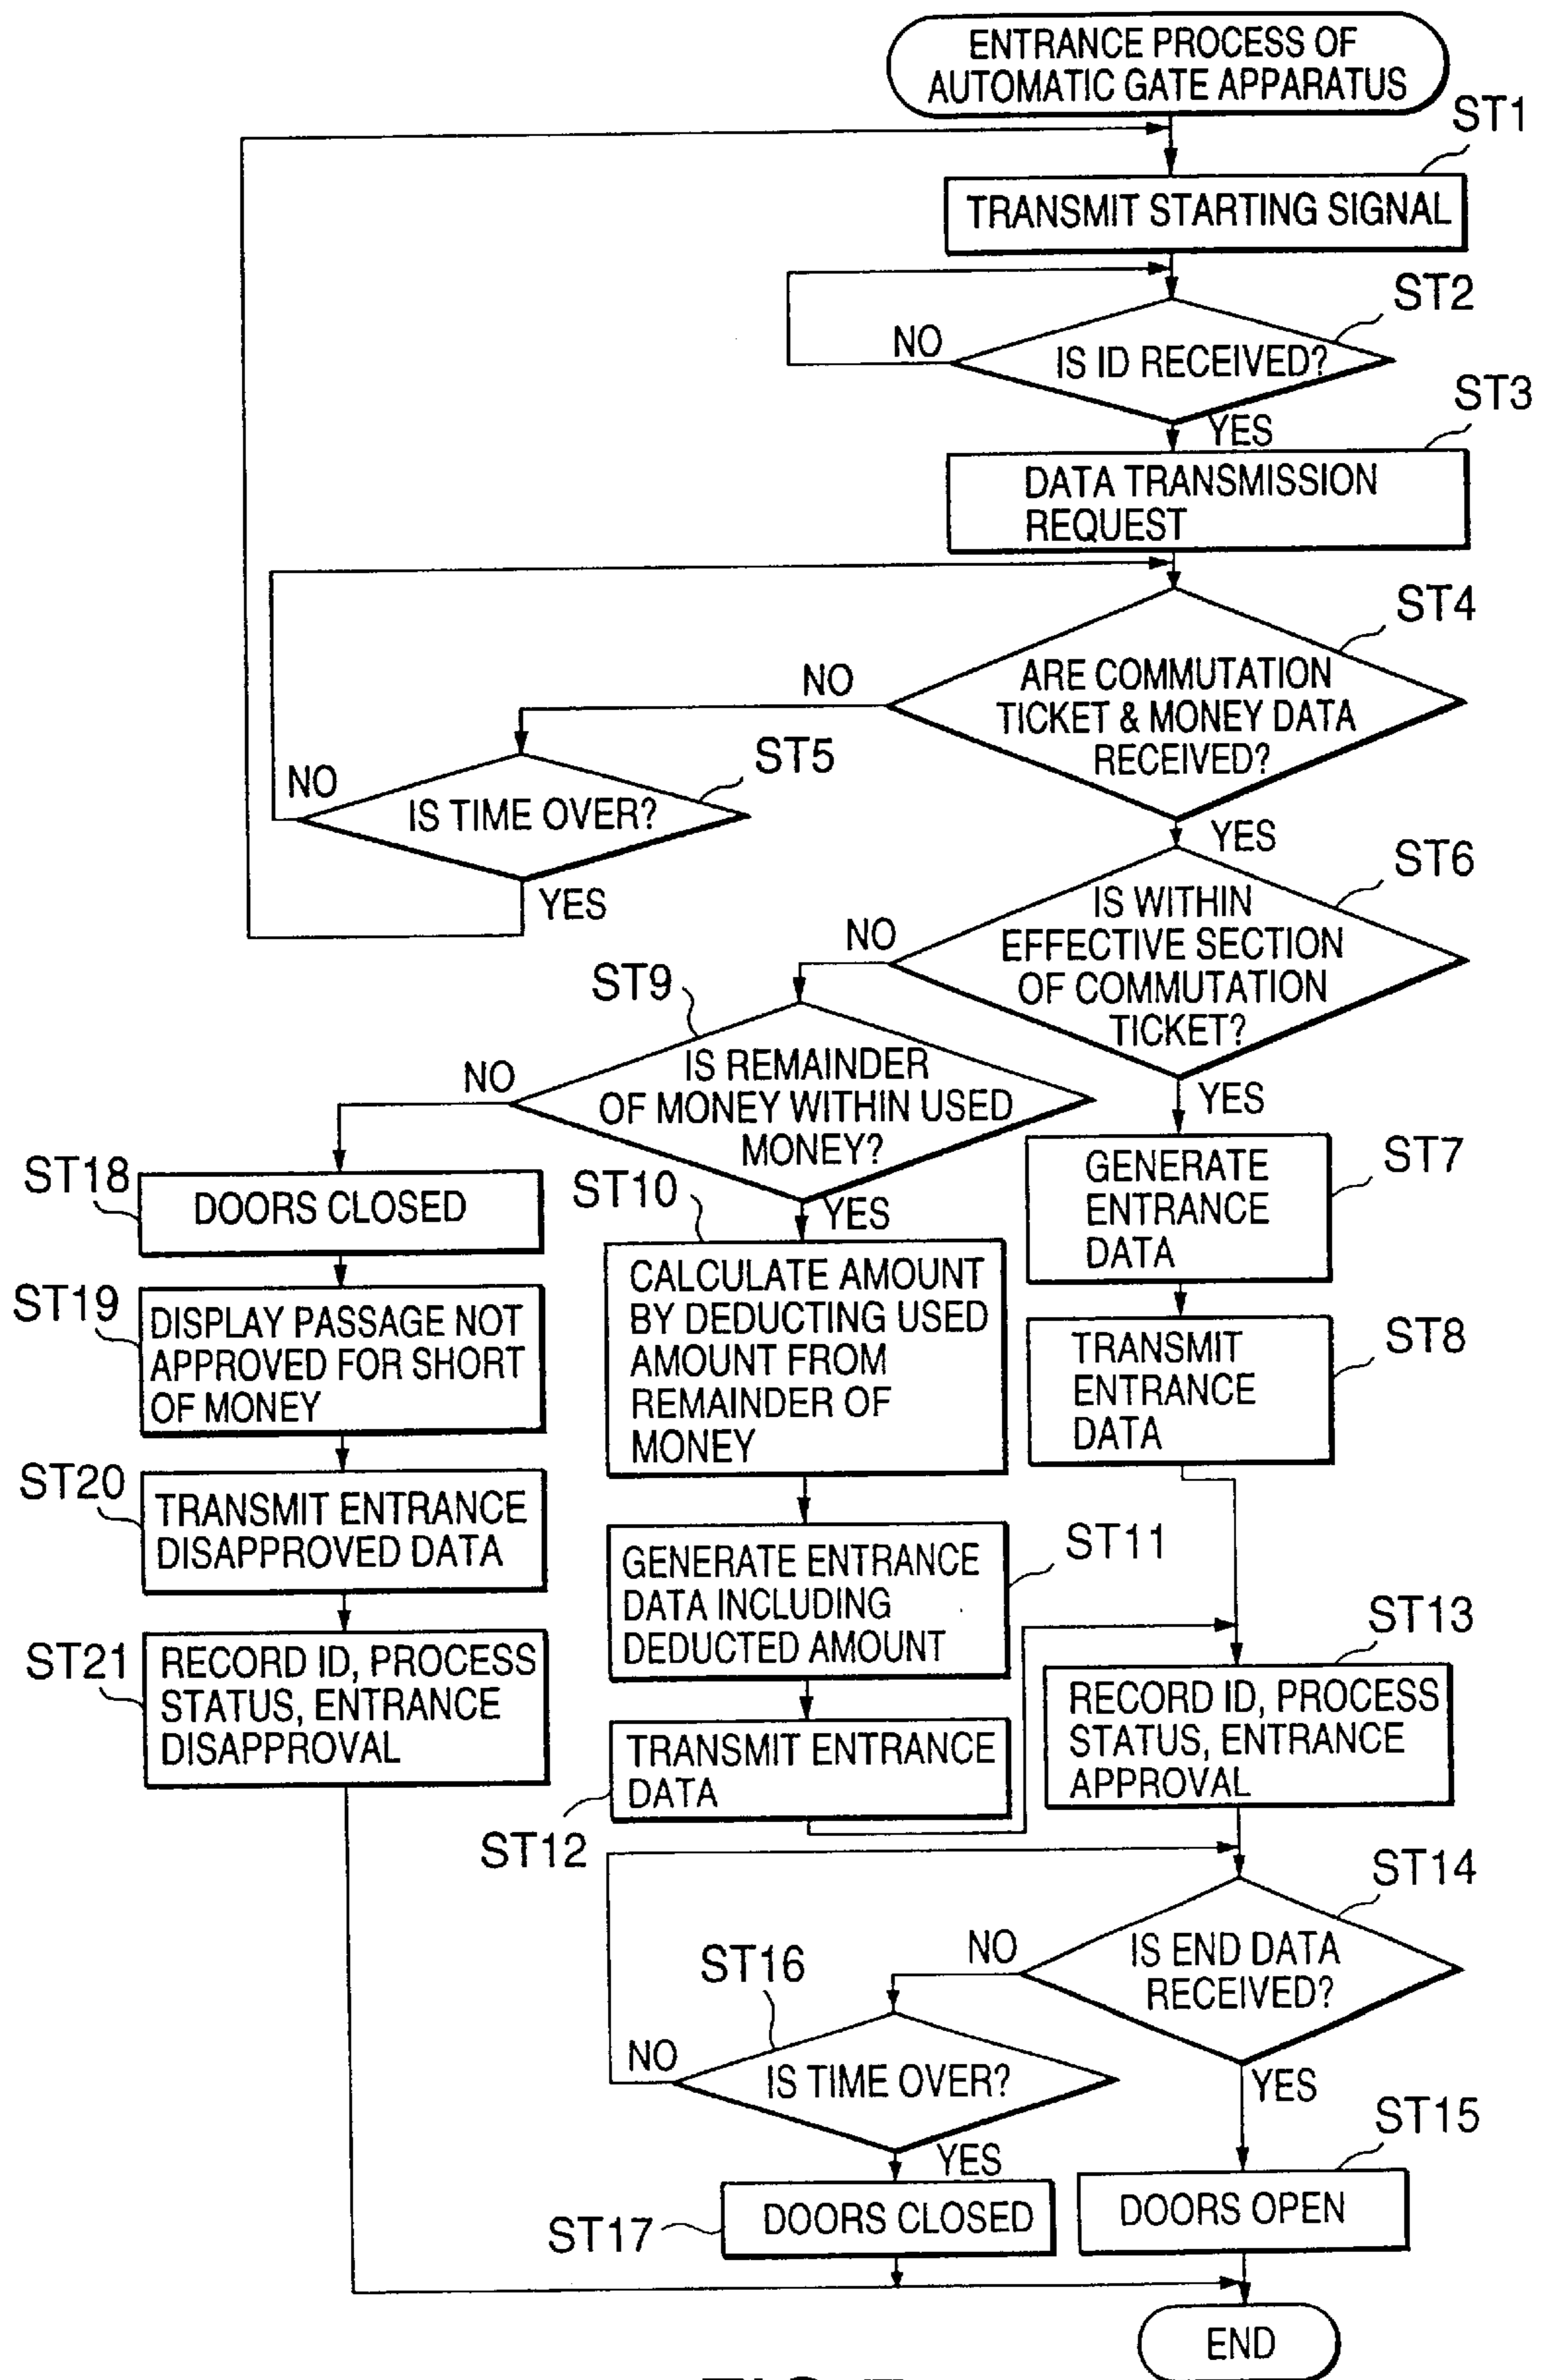 ENTRANCE PROCESS OF
AUTOMATIC GATE APPARATUS
ST1
TRANSMIT STARTING SIGNAL
ST2
NO
IS ID RECEIVED?
YES
ST3
DATA TRANSMISSION
REQUEST
ST4
NO
ARE COMMUTATION
TICKET & MONEY DATA
RECEIVED?
ST5
NO
IS TIME OVER?
YES
YES
ST6
NO
IS WITHIN
EFFECTIVE SECTION
OF COMMUTATION
TICKET?
YES
ST9
NO
IS REMAINDER
OF MONEY WITHIN USED
MONEY?
YES
ST7
GENERATE
ENTRANCE
DATA
ST8
TRANSMIT
ENTRANCE
DATA
ST18
DOORS CLOSED
ST19
DISPLAY PASSAGE NOT
APPROVED FOR SHORT
OF MONEY
ST20
TRANSMIT ENTRANCE
DISAPPROVED DATA
ST21
RECORD ID, PROCESS
STATUS, ENTRANCE
DISAPPROVAL
ST10
CALCULATE AMOUNT
BY DEDUCTING USED
AMOUNT FROM
REMAINDER OF
MONEY
ST11
GENERATE ENTRANCE
DATA INCLUDING
DEDUCTED AMOUNT
ST12
TRANSMIT ENTRANCE
DATA
ST13
RECORD ID, PROCESS
STATUS, ENTRANCE
APPROVAL
ST14
NO
IS END DATA
RECEIVED?
YES
ST16
NO
IS TIME OVER?
YES
ST15
DOORS OPEN
ST17
DOORS CLOSED
END